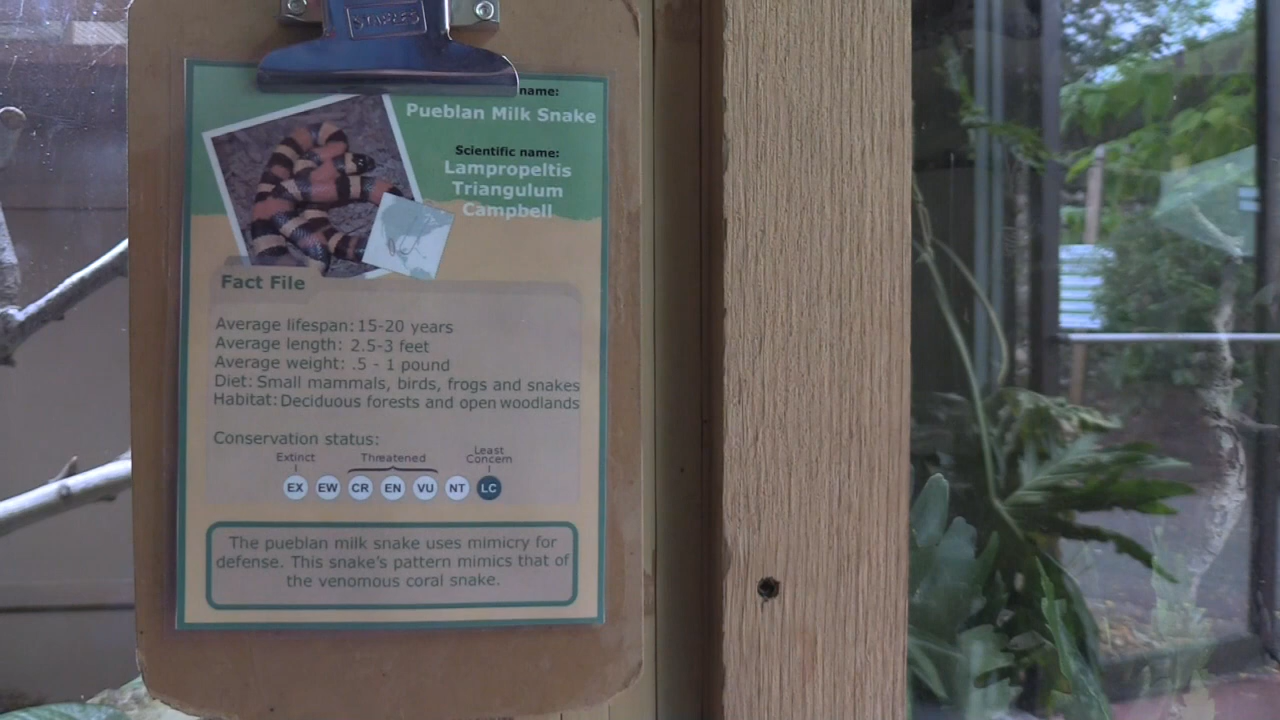 STAPLES
name:
Pueblan Milk Snake
Scientific name:
Lampropeltis
Triangulum
Campbell
Fact File
Average lifespan: 15-20 years
Average length: 2.5-3 feet
Average weight: .5 - 1 pound
Diet: Small mammals, birds, frogs and snakes
Habitat: Deciduous forests and open woodlands
Conservation status:
Extinct Threatened Least Concern
EX EW CR EN VU NT LC
The pueblan milk snake uses mimicry for
defense. This snake's pattern mimics that of
the venomous coral snake.